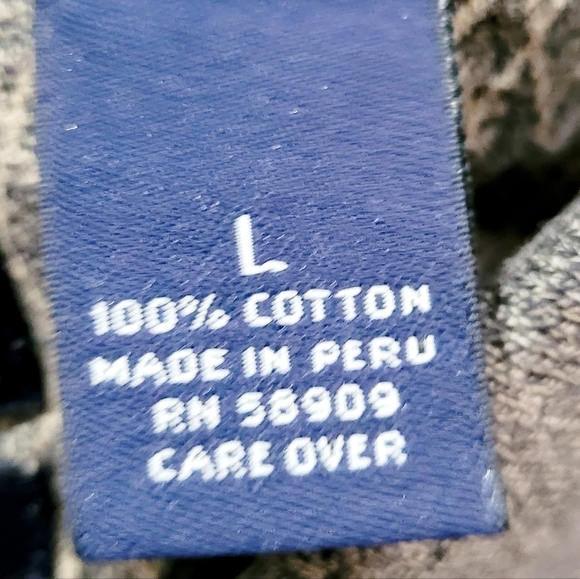 L
100% COTTON
MADE IN PERU
RN 58909
CARE OVER